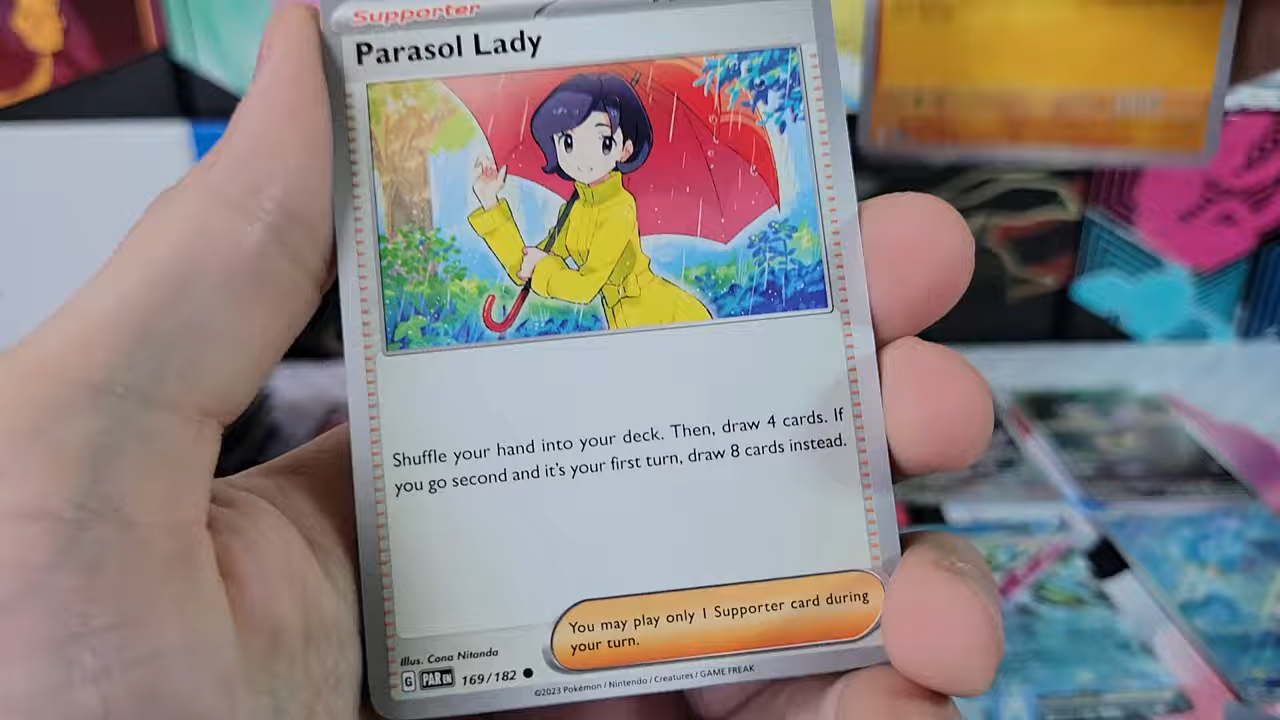 Supporter
Parasol Lady
Shuffle your hand into your deck. Then, draw 4 cards. If
you go second and it's your first turn, draw 8 cards instead.
You may play only 1 Supporter card during
your turn.
Illus. Cona Nitanda
G PAR EN 169/182
©2023 Pokémon / Nintendo / Creatures / GAME FREAK